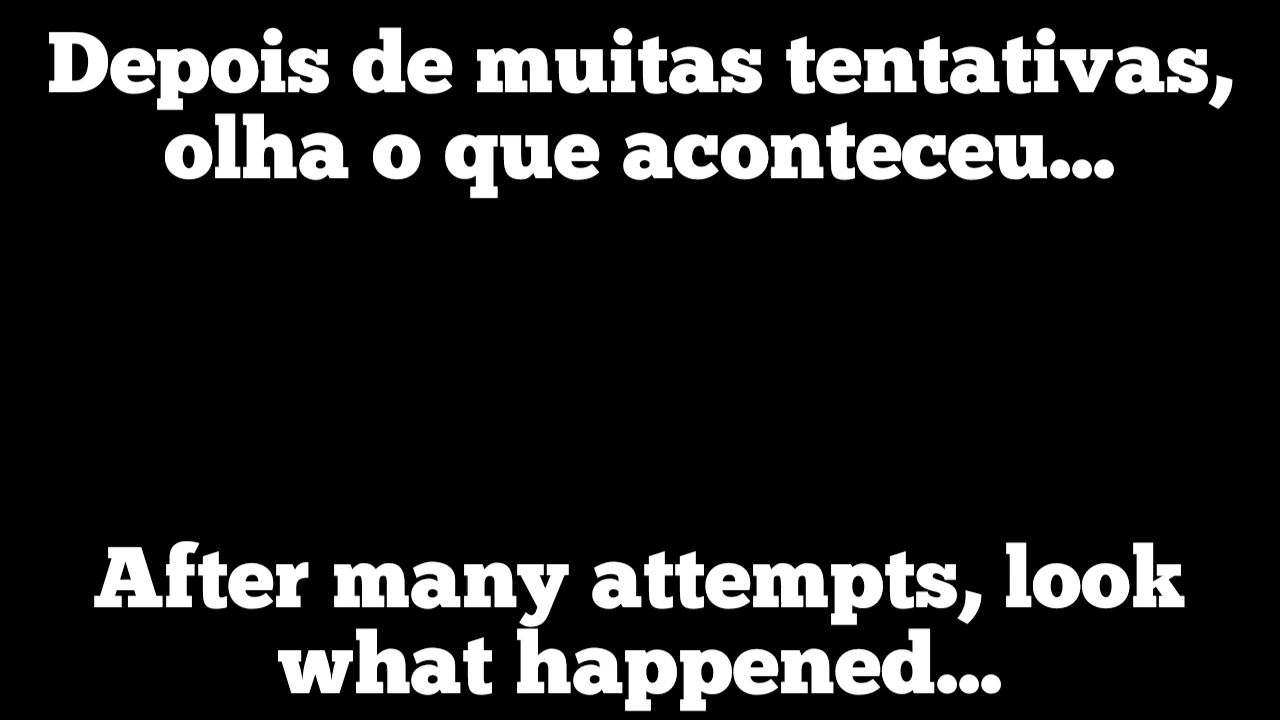 Depois de muitas tentativas,
olha o que aconteceu...
After many attempts, look
what happened...